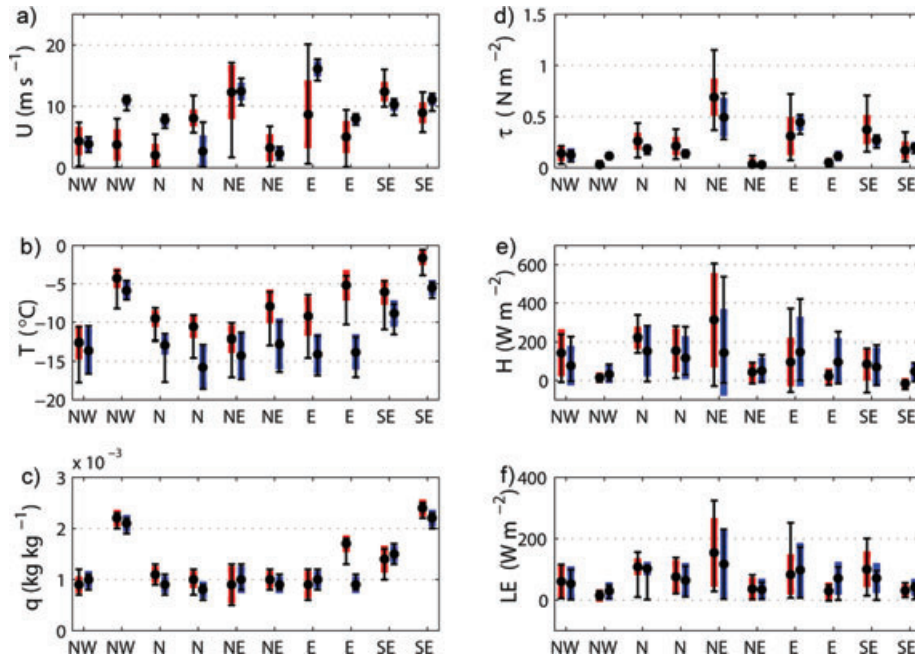 a)
U (m s⁻¹)
20
10
0
NW NW N N NE NE E E SE SE
b)
T (°C)
0
−5
−10
−15
−20
NW NW N N NE NE E E SE SE
c)
q (kg kg⁻¹)
x 10⁻³
3
2
1
0
NW NW N N NE NE E E SE SE
d)
τ (N m⁻²)
1.5
1
0.5
0
NW NW N N NE NE E E SE SE
e)
H (W m⁻²)
600
400
200
0
NW NW N N NE NE E E SE SE
f)
LE (W m⁻²)
400
200
0
NW NW N N NE NE E E SE SE